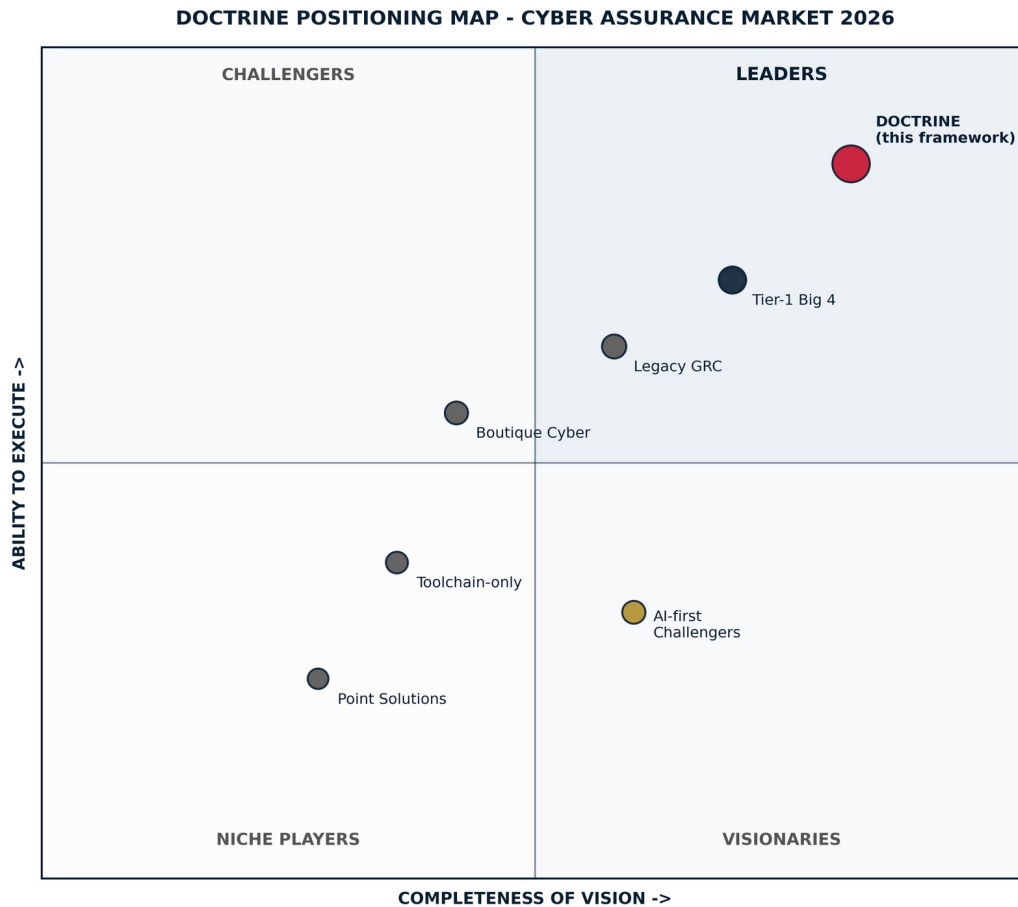 DOCTRINE POSITIONING MAP - CYBER ASSURANCE MARKET 2026
CHALLENGERS
LEADERS
DOCTRINE
(this framework)
Tier-1 Big 4
Legacy GRC
Boutique Cyber
ABILITY TO EXECUTE ->
Toolchain-only
AI-first
Challengers
Point Solutions
NICHE PLAYERS
VISIONARIES
COMPLETENESS OF VISION ->